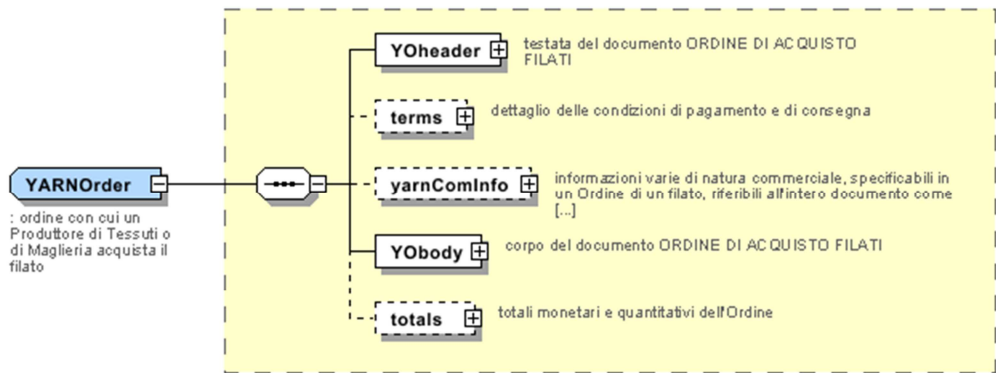 YOheader
testata del documento ORDINE DI ACQUISTO
FILATI
terms
dettaglio delle condizioni di pagamento e di consegna
YARNOrder
: ordine con cui un
Produttore di Tessuti o
di Maglieria acquista il
filato
yarnComInfo
informazioni varie di natura commerciale, specificabili in
un Ordine di un filato, riferibili all'intero documento come
[...]
YObody
corpo del documento ORDINE DI ACQUISTO FILATI
totals
totali monetari e quantitativi dell'Ordine